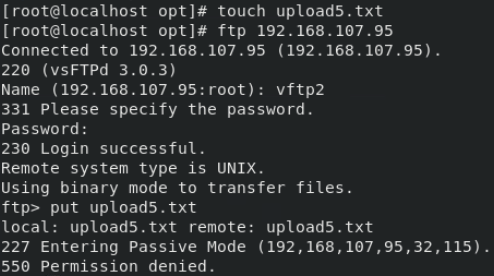 [root@localhost opt]# touch upload5.txt
[root@localhost opt]# ftp 192.168.107.95
Connected to 192.168.107.95 (192.168.107.95).
220 (vsFTPd 3.0.3)
Name (192.168.107.95:root): vftp2
331 Please specify the password.
Password:
230 Login successful.
Remote system type is UNIX.
Using binary mode to transfer files.
ftp> put upload5.txt
local: upload5.txt remote: upload5.txt
227 Entering Passive Mode (192,168,107,95,32,115).
550 Permission denied.